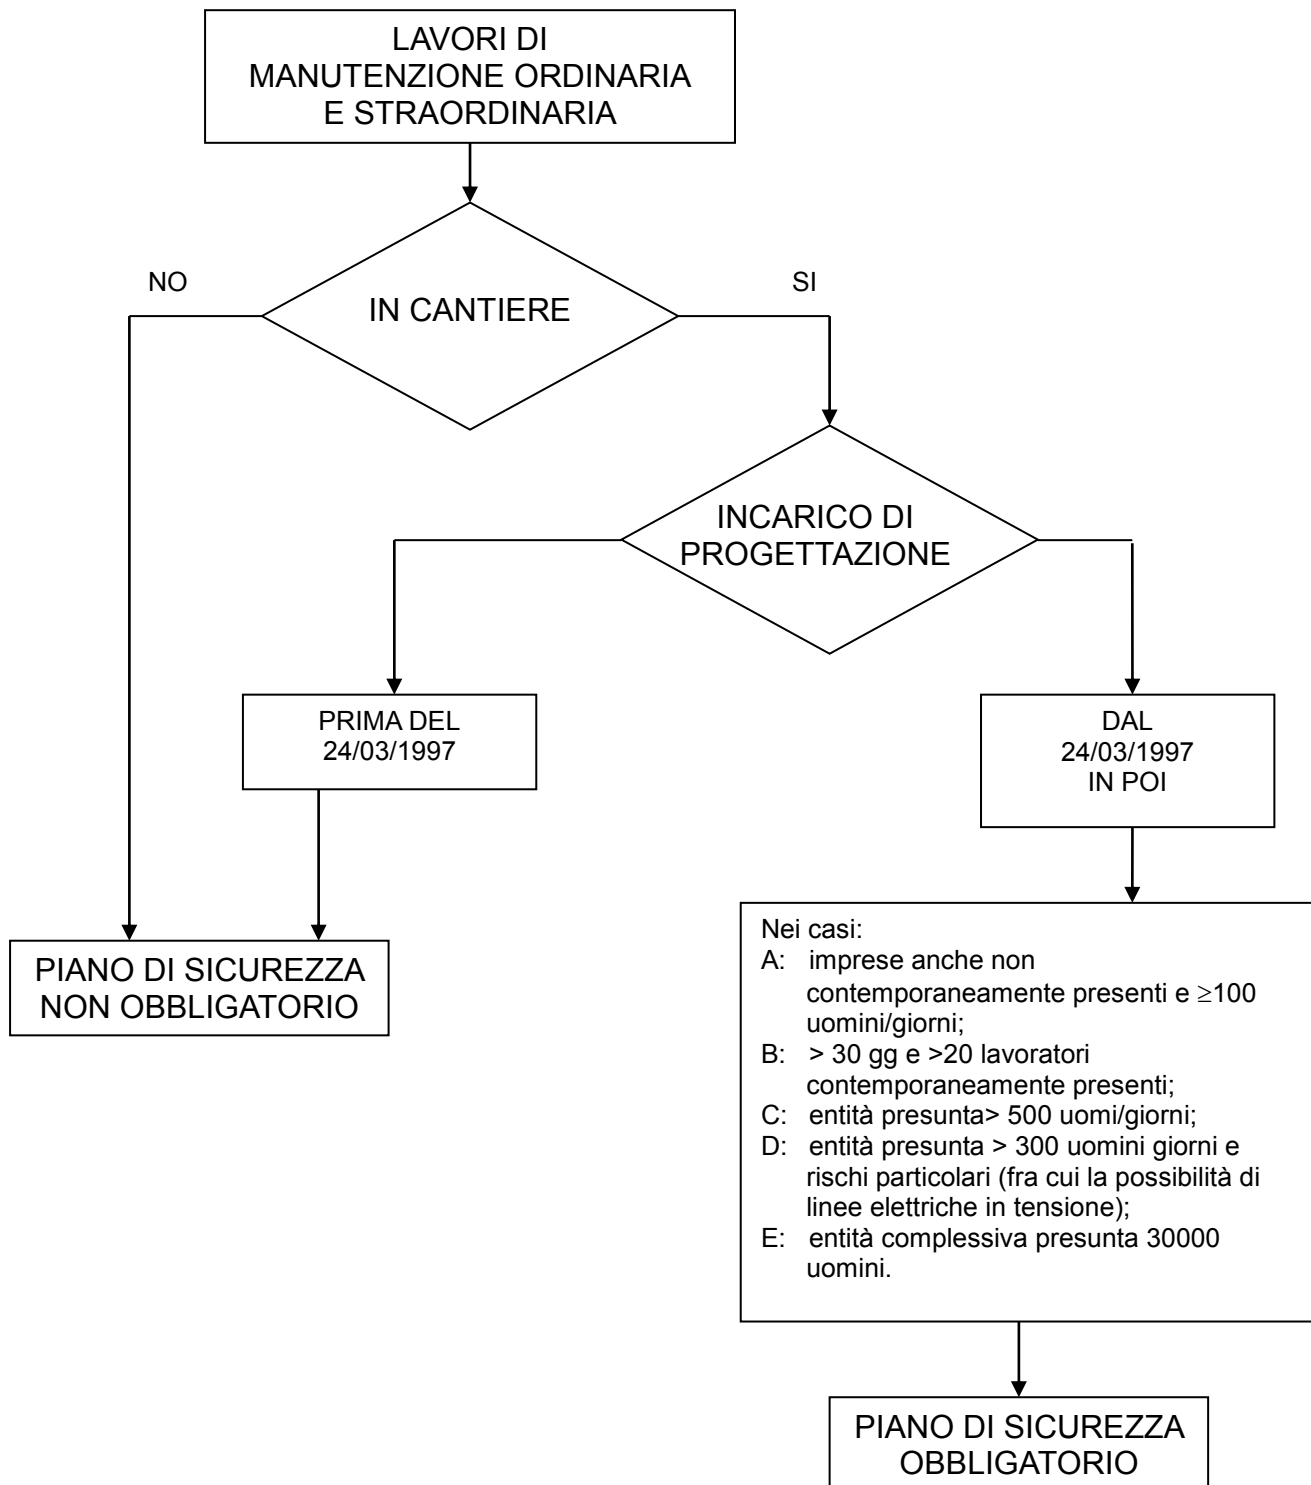 LAVORI DI
MANUTENZIONE ORDINARIA
E STRAORDINARIA
NO
SI
IN CANTIERE
INCARICO DI
PROGETTAZIONE
PRIMA DEL
24/03/1997
DAL
24/03/1997
IN POI
PIANO DI SICUREZZA
NON OBBLIGATORIO
Nei casi:
A: imprese anche non
contemporaneamente presenti e ≥100
uomini/giorni;
B: > 30 gg e >20 lavoratori
contemporaneamente presenti;
C: entità presunta> 500 uomi/giorni;
D: entità presunta > 300 uomini giorni e
rischi particolari (fra cui la possibilità di
linee elettriche in tensione);
E: entità complessiva presunta 30000
uomini.
PIANO DI SICUREZZA
OBBLIGATORIO